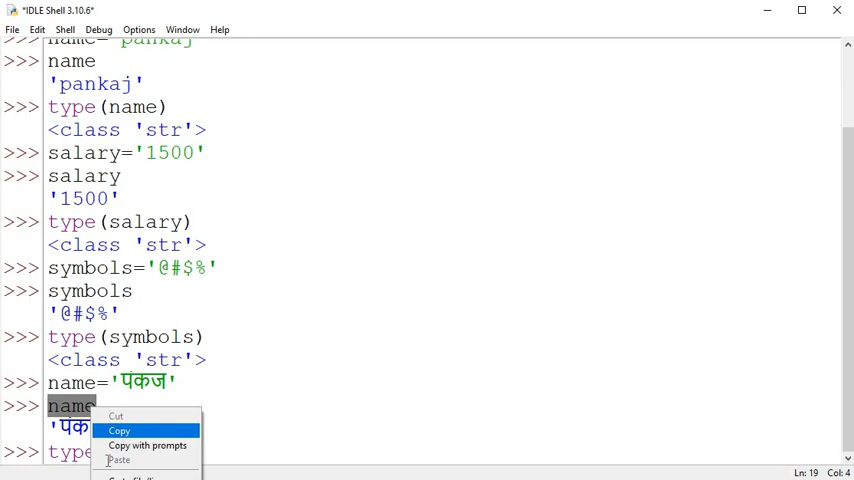 *IDLE Shell 3.10.6*
File Edit Shell Debug Options Window Help
>>> name='pankaj'
>>> name
'pankaj'
>>> type(name)
<class 'str'>
>>> salary='1500'
>>> salary
'1500'
>>> type(salary)
<class 'str'>
>>> symbols='@#$%'
>>> symbols
'@#$%'
>>> type(symbols)
<class 'str'>
>>> name='पंकज'
>>> name
Cut
'पंक
Copy
Copy with prompts
>>> type
Paste
Ln: 19 Col: 4